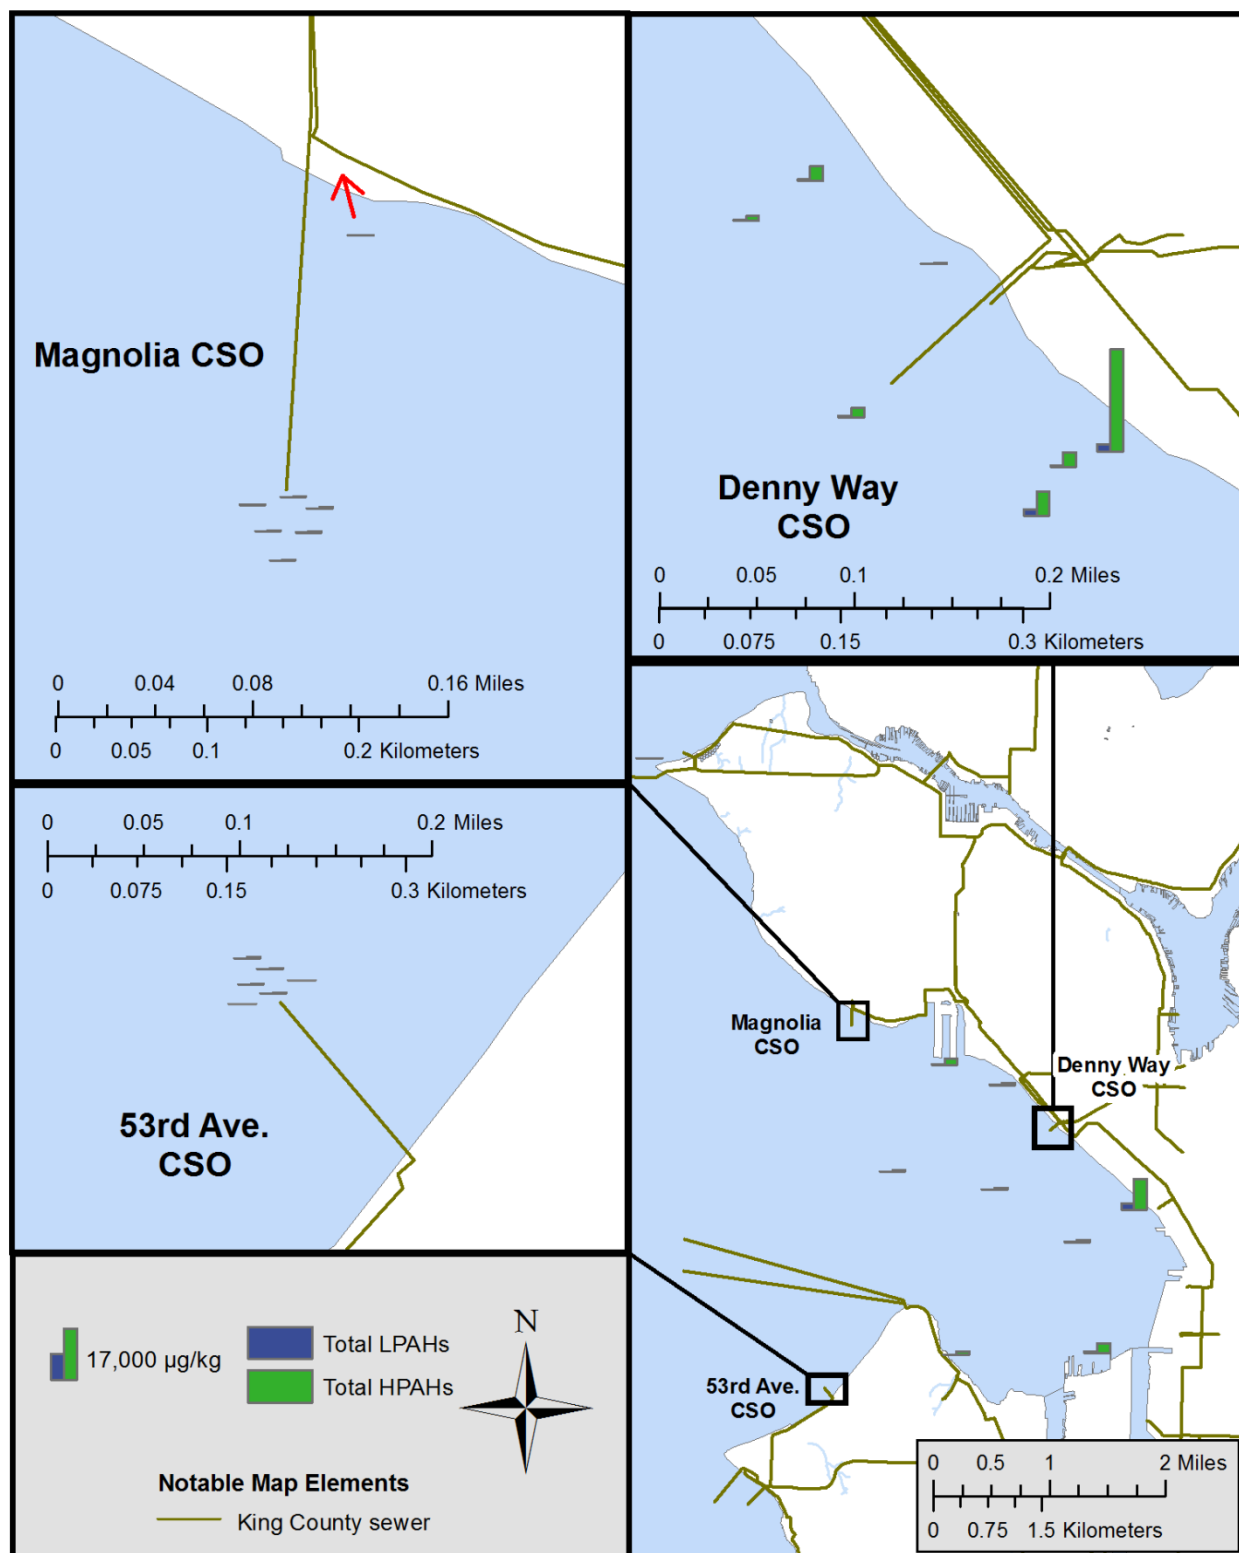 Magnolia CSO
0 0.04 0.08 0.16 Miles
0 0.05 0.1 0.2 Kilometers
Denny Way
CSO
0 0.05 0.1 0.2 Miles
0 0.075 0.15 0.3 Kilometers
0 0.05 0.1 0.2 Miles
0 0.075 0.15 0.3 Kilometers
53rd Ave.
CSO
Magnolia
CSO
Denny Way
CSO
53rd Ave.
CSO
0 0.5 1 2 Miles
0 0.75 1.5 Kilometers
17,000 µg/kg
Total LPAHs
Total HPAHs
N
Notable Map Elements
King County sewer